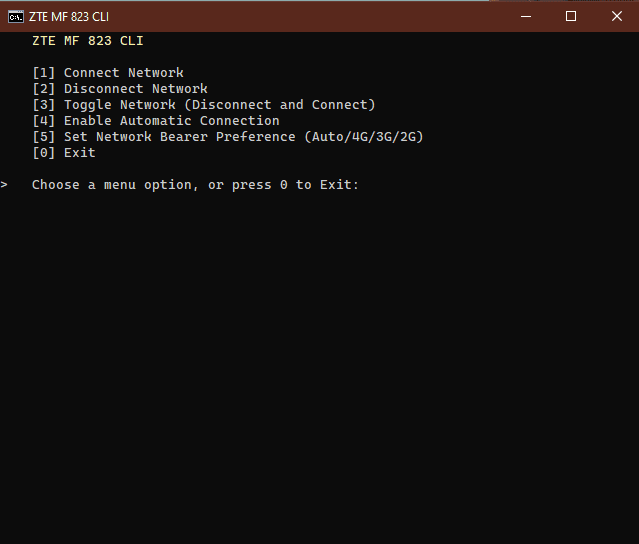 ZTE MF 823 CLI
ZTE MF 823 CLI
[1] Connect Network
[2] Disconnect Network
[3] Toggle Network (Disconnect and Connect)
[4] Enable Automatic Connection
[5] Set Network Bearer Preference (Auto/4G/3G/2G)
[0] Exit
> Choose a menu option, or press 0 to Exit: